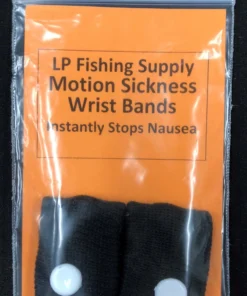 LP Fishing Supply
Motion Sickness
Wrist Bands
Instantly Stops Nausea